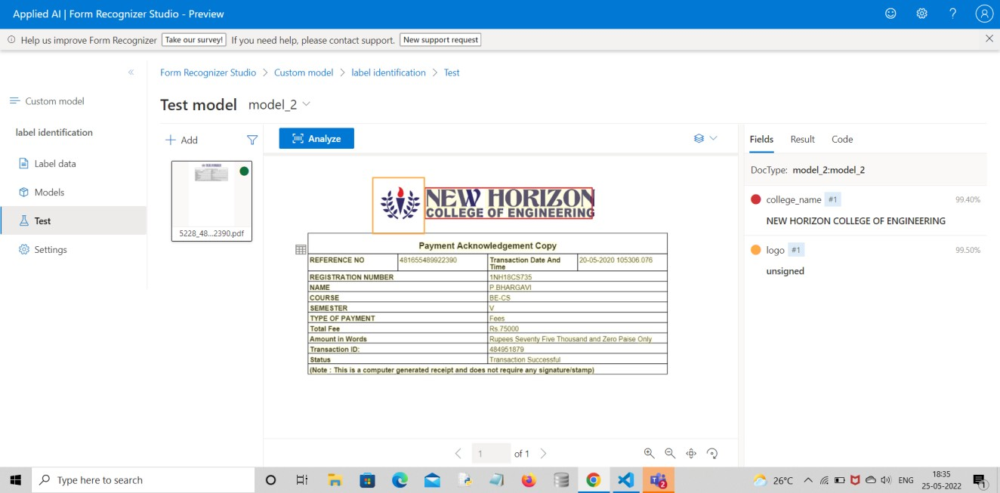 Applied AI | Form Recognizer Studio - Preview
Help us improve Form Recognizer Take our survey! If you need help, please contact support. New support request
Form Recognizer Studio > Custom model > label identification > Test
Custom model
label identification
Label data
Models
Test
Settings
Test model model_2
Add
5228_48...2390.pdf
Analyze
NEW HORIZON
COLLEGE OF ENGINEERING
Payment Acknowledgement Copy
REFERENCE NO 481655489922390 Transaction Date And Time 20-05-2020 105306.076
REGISTRATION NUMBER 1NH18CS735
NAME P.BHARGAVI
COURSE BE-CS
SEMESTER V
TYPE OF PAYMENT Fees
Total Fee Rs.75000
Amount in Words Rupees Seventy Five Thousand and Zero Paise Only
Transaction ID: 484951879
Status Transaction Successful
(Note : This is a computer generated receipt and does not require any signature/stamp)
1 of 1
Fields Result Code
DocType: model_2:model_2
college_name #1 99.40%
NEW HORIZON COLLEGE OF ENGINEERING
logo #1 99.50%
unsigned
Type here to search
26°C
ENG
18:35
25-05-2022